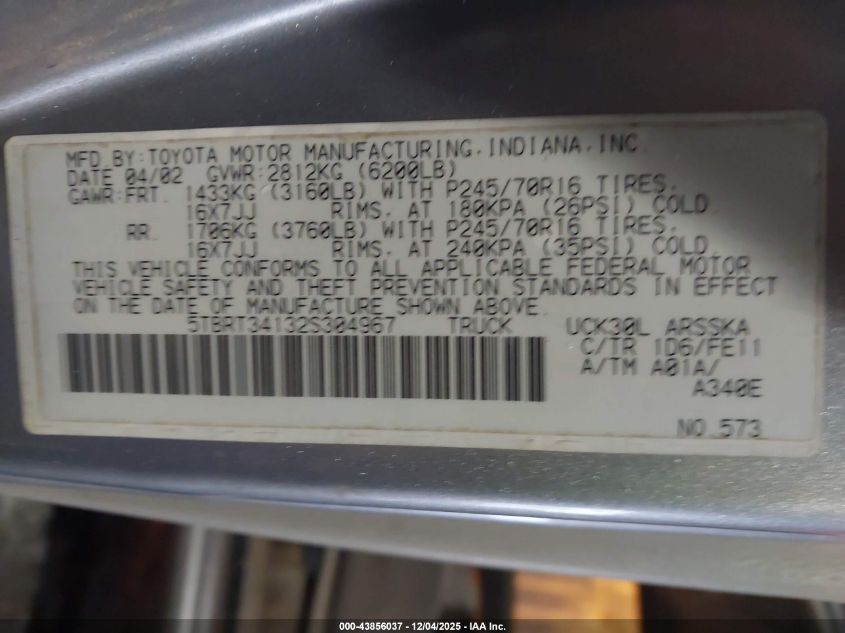 MFD.BY:TOYOTA MOTOR MANUFACTURING.INDIANA.INC.
DATE 04/02 GVWR:2812KG (6200LB)
GAWR:FRT. 1433KG (3160LB) WITH P245/70R16 TIRES.
16X7JJ RIMS. AT 180KPA (26PSI) COLD.
RR. 1706KG (3760LB) WITH P245/70R16 TIRES.
16X7JJ RIMS. AT 240KPA (35PSI) COLD.
THIS VEHICLE CONFORMS TO ALL APPLICABLE FEDERAL MOTOR
VEHICLE SAFETY AND THEFT PREVENTION STANDARDS IN EFFECT
ON THE DATE OF MANUFACTURE SHOWN ABOVE.
5TBRT34132S304967 TRUCK UCK30L ARSSKA
C/TR 1D6/FE11
A/TM A01A/
A340E
NO.573
000-43856037 - 12/04/2025 - IAA Inc.